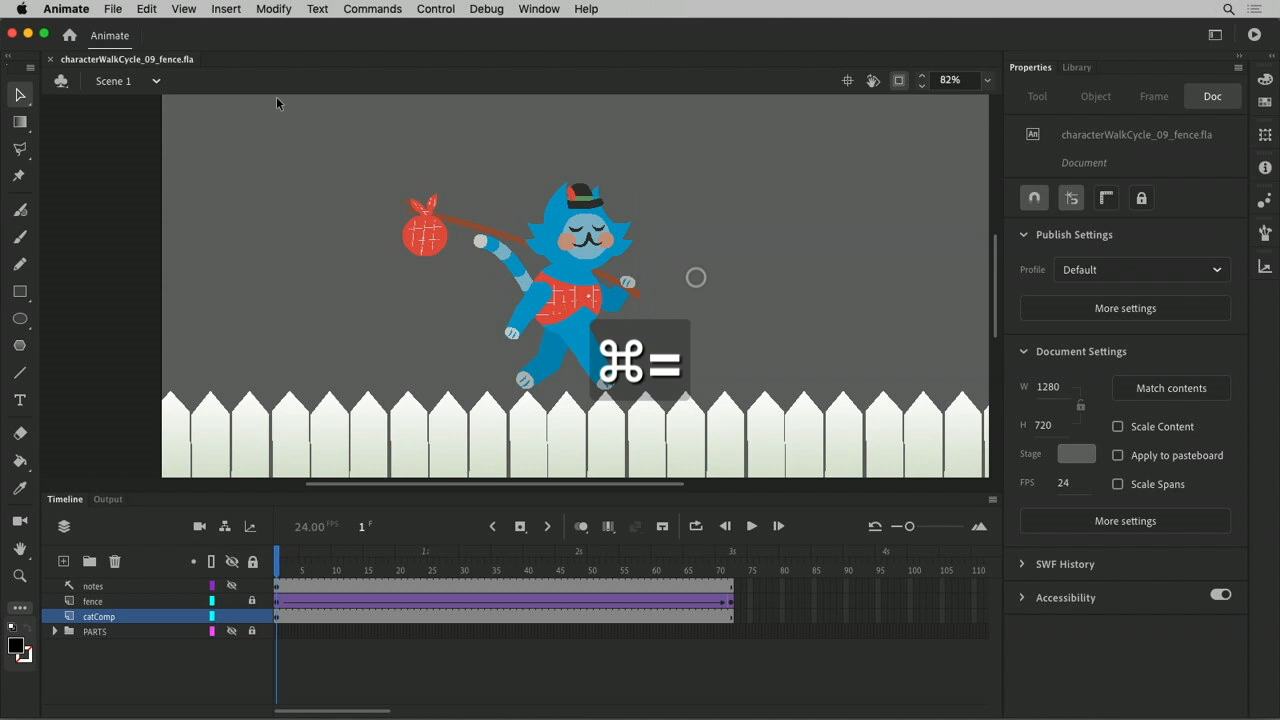 Animate File Edit View Insert Modify Text Commands Control Debug Window Help
Animate
× characterWalkCycle_09_fence.fla
Scene 1
82%
⌘=
Properties Library
Tool Object Frame Doc
An characterWalkCycle_09_fence.fla
Document
Publish Settings
Profile Default
More settings
Document Settings
W 1280 Match contents
H 720 Scale Content
Stage Apply to pasteboard
FPS 24 Scale Spans
More settings
SWF History
Accessibility
Timeline Output
24.00 FPS 1 F
1s 2s 3s 4s
5 10 15 20 25 30 35 40 45 50 55 60 65 70 75 80 85 90 95 100 105 110
notes
fence
catComp
PARTS